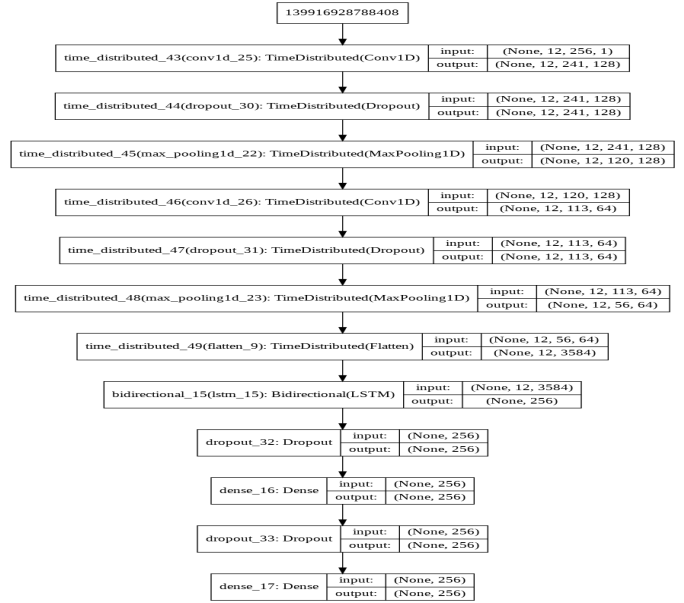 139916928788408
time_distributed_43(conv1d_25): TimeDistributed(Conv1D)
input: (None, 12, 256, 1)
output: (None, 12, 241, 128)
time_distributed_44(dropout_30): TimeDistributed(Dropout)
input: (None, 12, 241, 128)
output: (None, 12, 241, 128)
time_distributed_45(max_pooling1d_22): TimeDistributed(MaxPooling1D)
input: (None, 12, 241, 128)
output: (None, 12, 120, 128)
time_distributed_46(conv1d_26): TimeDistributed(Conv1D)
input: (None, 12, 120, 128)
output: (None, 12, 113, 64)
time_distributed_47(dropout_31): TimeDistributed(Dropout)
input: (None, 12, 113, 64)
output: (None, 12, 113, 64)
time_distributed_48(max_pooling1d_23): TimeDistributed(MaxPooling1D)
input: (None, 12, 113, 64)
output: (None, 12, 56, 64)
time_distributed_49(flatten_9): TimeDistributed(Flatten)
input: (None, 12, 56, 64)
output: (None, 12, 3584)
bidirectional_15(lstm_15): Bidirectional(LSTM)
input: (None, 12, 3584)
output: (None, 256)
dropout_32: Dropout
input: (None, 256)
output: (None, 256)
dense_16: Dense
input: (None, 256)
output: (None, 256)
dropout_33: Dropout
input: (None, 256)
output: (None, 256)
dense_17: Dense
input: (None, 256)
output: (None, 256)